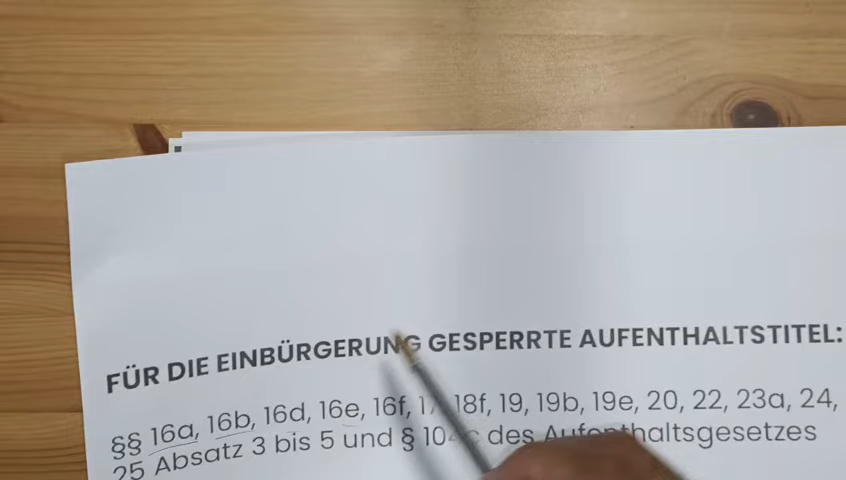 FÜR DIE EINBÜRGERUNG GESPERRTE AUFENTHALTSTITEL:
§§ 16a, 16b, 16d, 16e, 16f, 18f, 19, 19b, 19e, 20, 22, 23a, 24,
25 Absatz 3 bis 5 und § des Aufenthaltsgesetzes